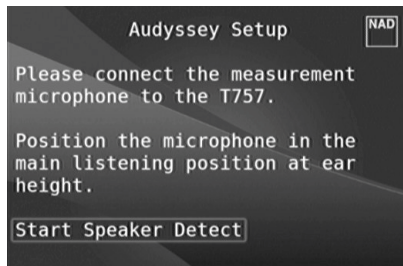 Audyssey Setup
NAD
Please connect the measurement
microphone to the T757.
Position the microphone in the
main listening position at ear
height.
Start Speaker Detect